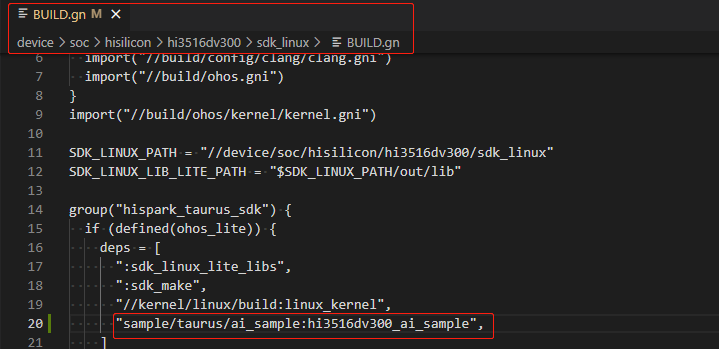 BUILD.gn M ×
device > soc > hisilicon > hi3516dv300 > sdk_linux > BUILD.gn
6 import("//build/config/clang/clang.gni")
7 import("//build/ohos.gni")
8 }
9 import("//build/ohos/kernel/kernel.gni")
10
11 SDK_LINUX_PATH = "//device/soc/hisilicon/hi3516dv300/sdk_linux"
12 SDK_LINUX_LIB_LITE_PATH = "$SDK_LINUX_PATH/out/lib"
13
14 group("hispark_taurus_sdk") {
15 if (defined(ohos_lite)) {
16 deps = [
17 ":sdk_linux_lite_libs",
18 ":sdk_make",
19 "//kernel/linux/build:linux_kernel",
20 "sample/taurus/ai_sample:hi3516dv300_ai_sample",
21 ]